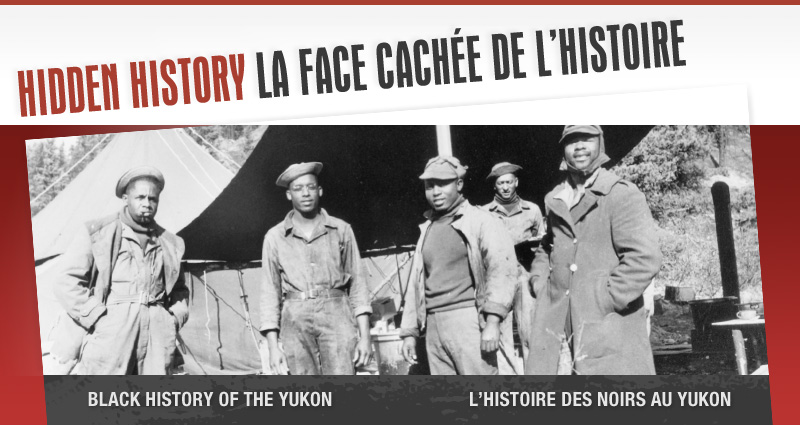 HIDDEN HISTORY LA FACE CACHÉE DE L'HISTOIRE
BLACK HISTORY OF THE YUKON
L'HISTOIRE DES NOIRS AU YUKON